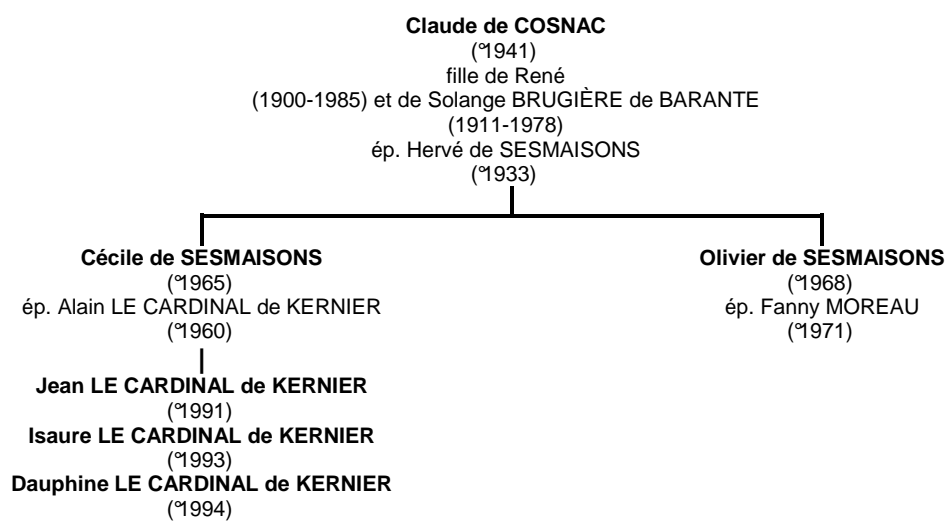 Claude de COSNAC
(°1941)
fille de René
(1900-1985) et de Solange BRUGIÈRE de BARANTE
(1911-1978)
ép. Hervé de SESMAISONS
(°1933)
Cécile de SESMAISONS
(°1965)
ép. Alain LE CARDINAL de KERNIER
(°1960)
Jean LE CARDINAL de KERNIER
(°1991)
Isaure LE CARDINAL de KERNIER
(°1993)
Dauphine LE CARDINAL de KERNIER
(°1994)
Olivier de SESMAISONS
(°1968)
ép. Fanny MOREAU
(°1971)